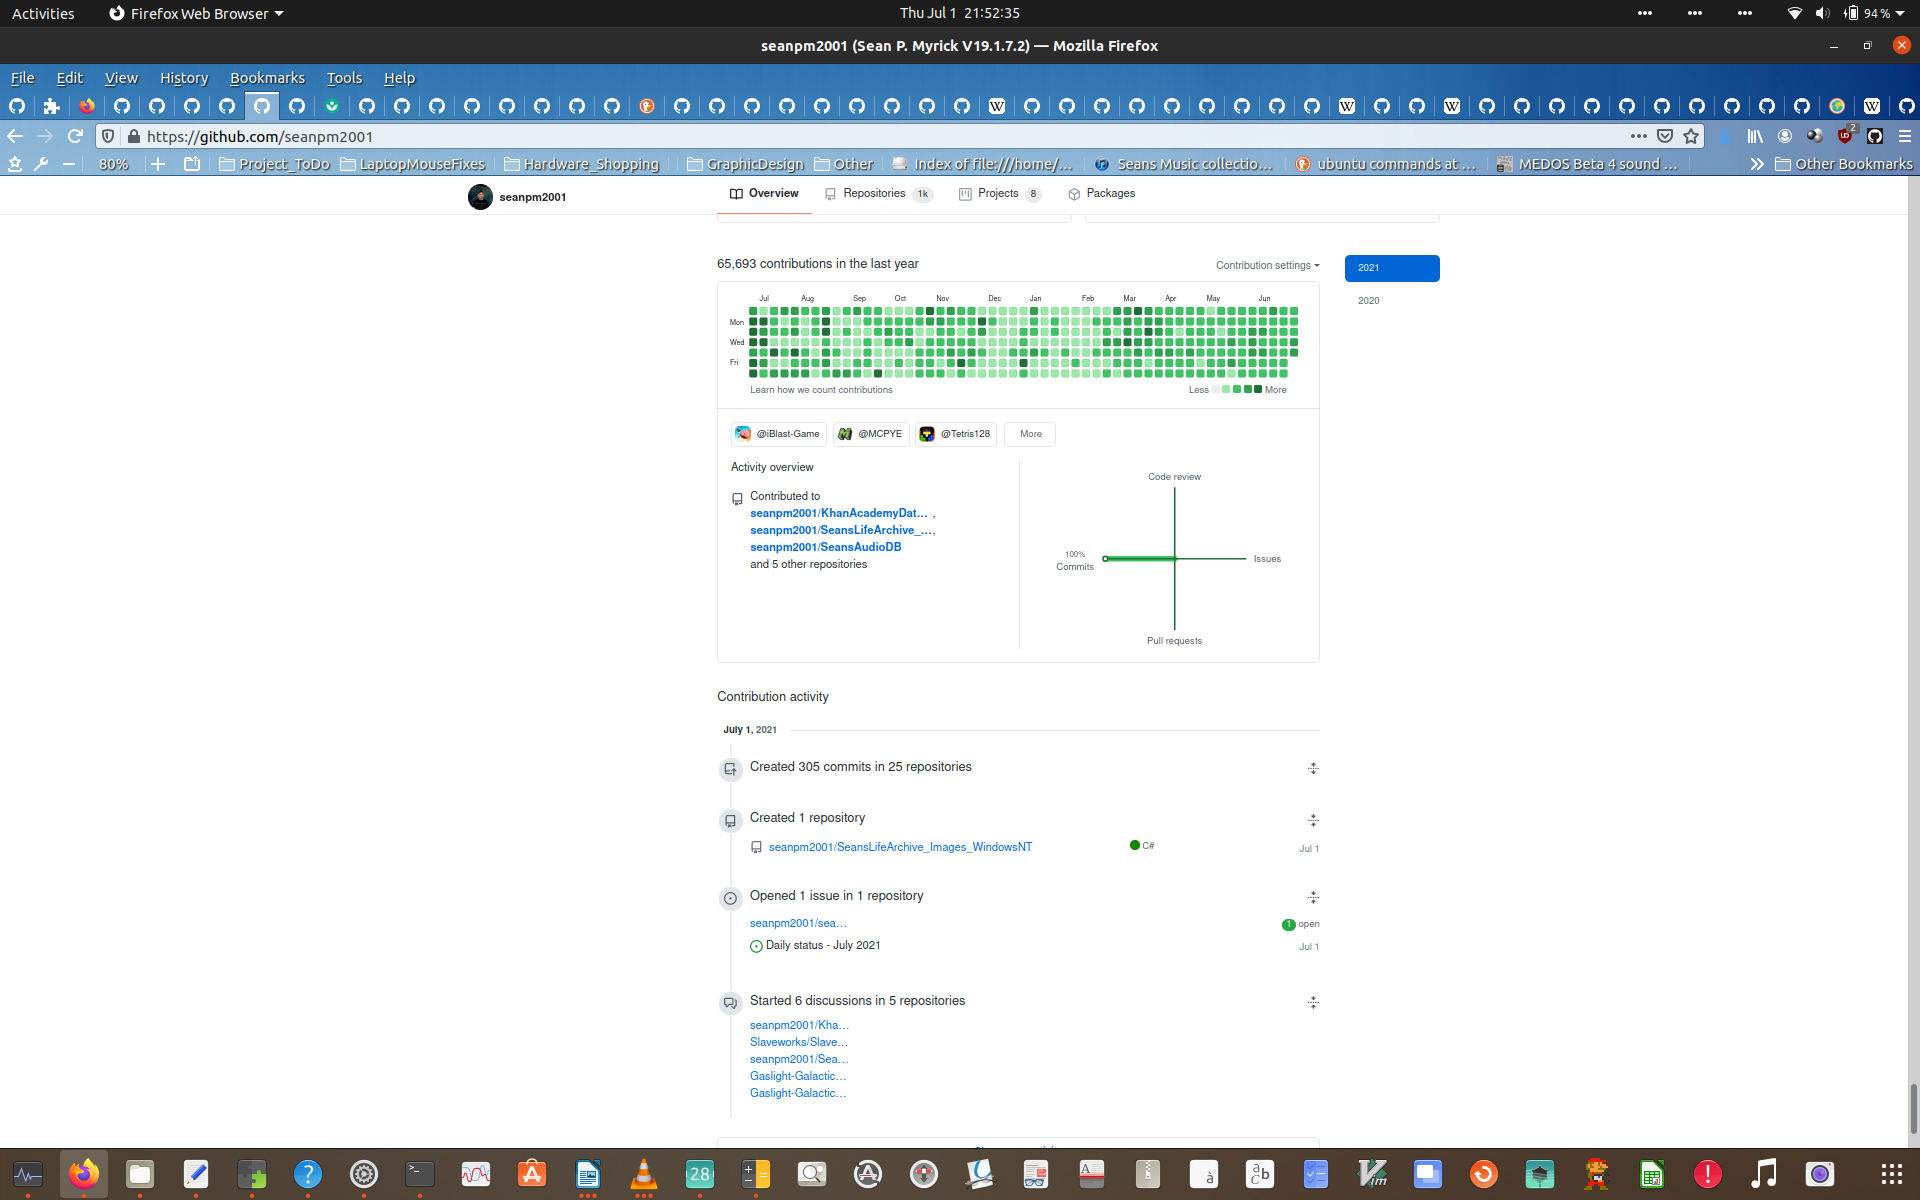 Activities
Firefox Web Browser
Thu Jul 1 21:52:35
94 %
seanpm2001 (Sean P. Myrick V19.1.7.2) — Mozilla Firefox
File Edit View History Bookmarks Tools Help
https://github.com/seanpm2001
2
80%
Project_ToDo
LaptopMouseFixes
Hardware_Shopping
GraphicDesign
Other
Index of file:///home/…
Seans Music collectio…
ubuntu commands at …
MEDOS Beta 4 sound …
Other Bookmarks
seanpm2001
Overview
Repositories 1k
Projects 8
Packages
65,693 contributions in the last year
Contribution settings
2021
2020
Jul Aug Sep Oct Nov Dec Jan Feb Mar Apr May Jun
Mon
Wed
Fri
Learn how we count contributions
Less
More
@iBlast-Game
@MCPYE
@Tetris128
More
Activity overview
Contributed to
seanpm2001/KhanAcademyDat… ,
seanpm2001/SeansLifeArchive_…,
seanpm2001/SeansAudioDB
and 5 other repositories
Code review
100%
Commits
Issues
Pull requests
Contribution activity
July 1, 2021
Created 305 commits in 25 repositories
Created 1 repository
seanpm2001/SeansLifeArchive_Images_WindowsNT
C#
Jul 1
Opened 1 issue in 1 repository
seanpm2001/sea…
1 open
Daily status - July 2021
Jul 1
Started 6 discussions in 5 repositories
seanpm2001/Kha…
Slaveworks/Slave…
seanpm2001/Sea…
Gaslight-Galactic…
Gaslight-Galactic…
28